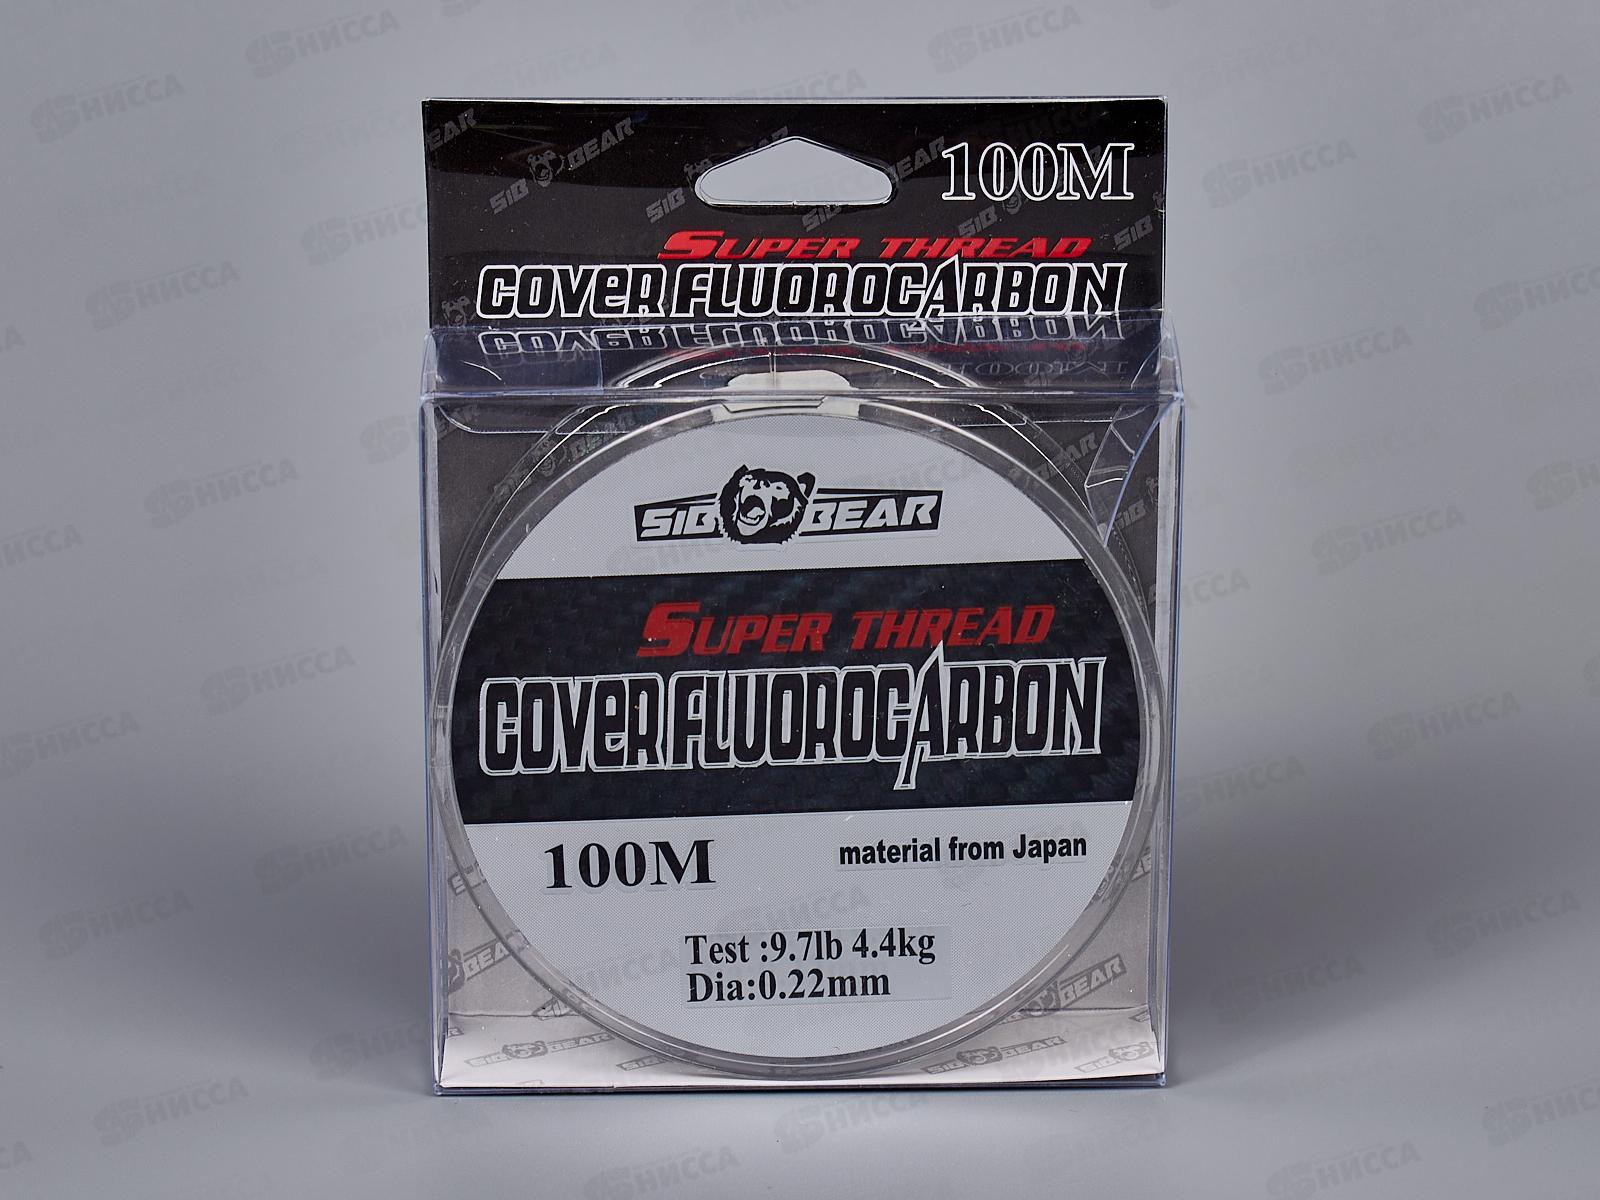 100M
SUPER THREAD
COVER FLUOROCARBON
SIB BEAR
SUPER THREAD
COVER FLUOROCARBON
100M
material from Japan
Test :9.7lb 4.4kg
Dia:0.22mm
НИССА